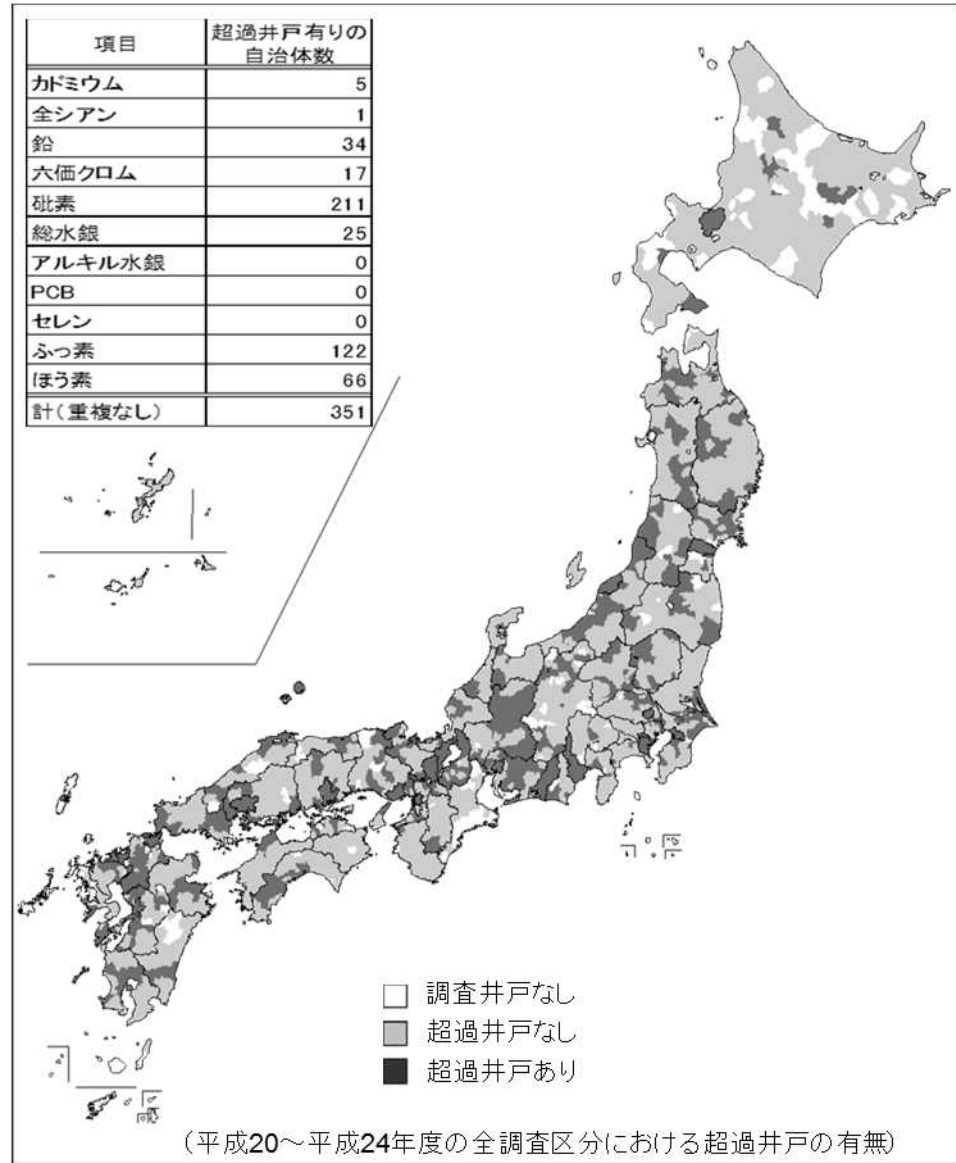 項目 超過井戸有りの自治体数
カドミウム 5
全シアン 1
鉛 34
六価クロム 17
砒素 211
総水銀 25
アルキル水銀 0
PCB 0
セレン 0
ふっ素 122
ほう素 66
計(重複なし) 351
調査井戸なし
超過井戸なし
超過井戸あり
(平成20～平成24年度の全調査区分における超過井戸の有無)